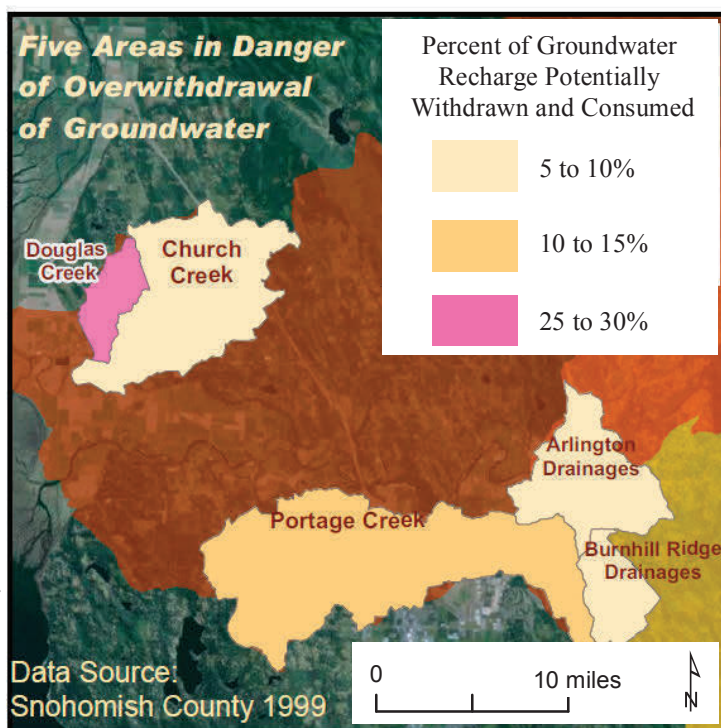 Five Areas in Danger
of Overwithdrawal
of Groundwater
Percent of Groundwater
Recharge Potentially
Withdrawn and Consumed
5 to 10%
10 to 15%
25 to 30%
Douglas
Creek
Church
Creek
Arlington
Drainages
Portage Creek
Burnhill Ridge
Drainages
Data Source:
Snohomish County 1999
0
10 miles
N